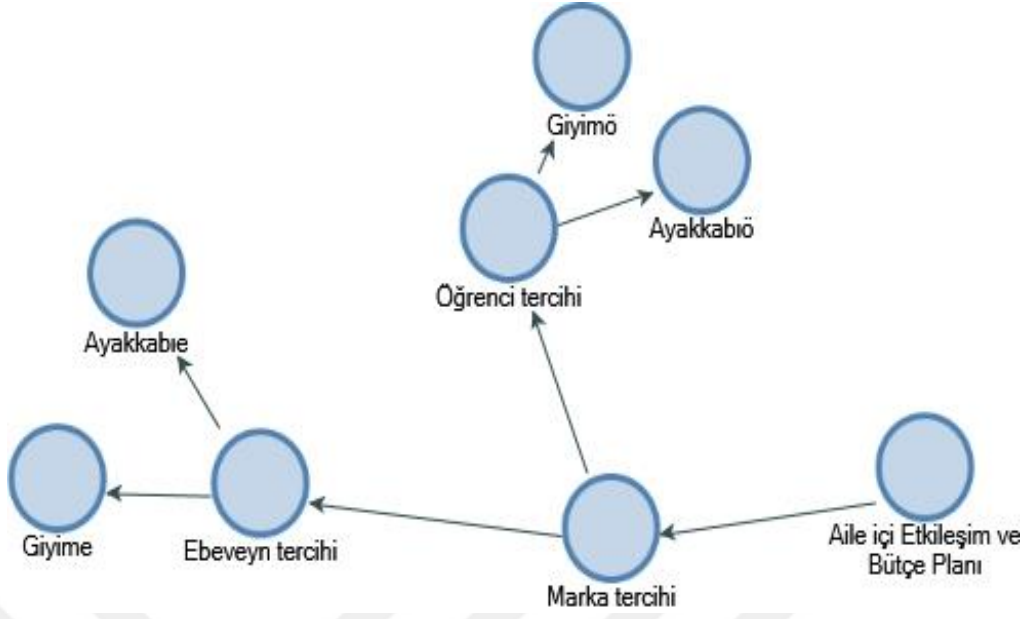 Giyimö
Ayakkabıö
Öğrenci tercihi
Ayakkabıe
Giyime
Ebeveyn tercihi
Marka tercihi
Aile içi Etkileşim ve
Bütçe Planı